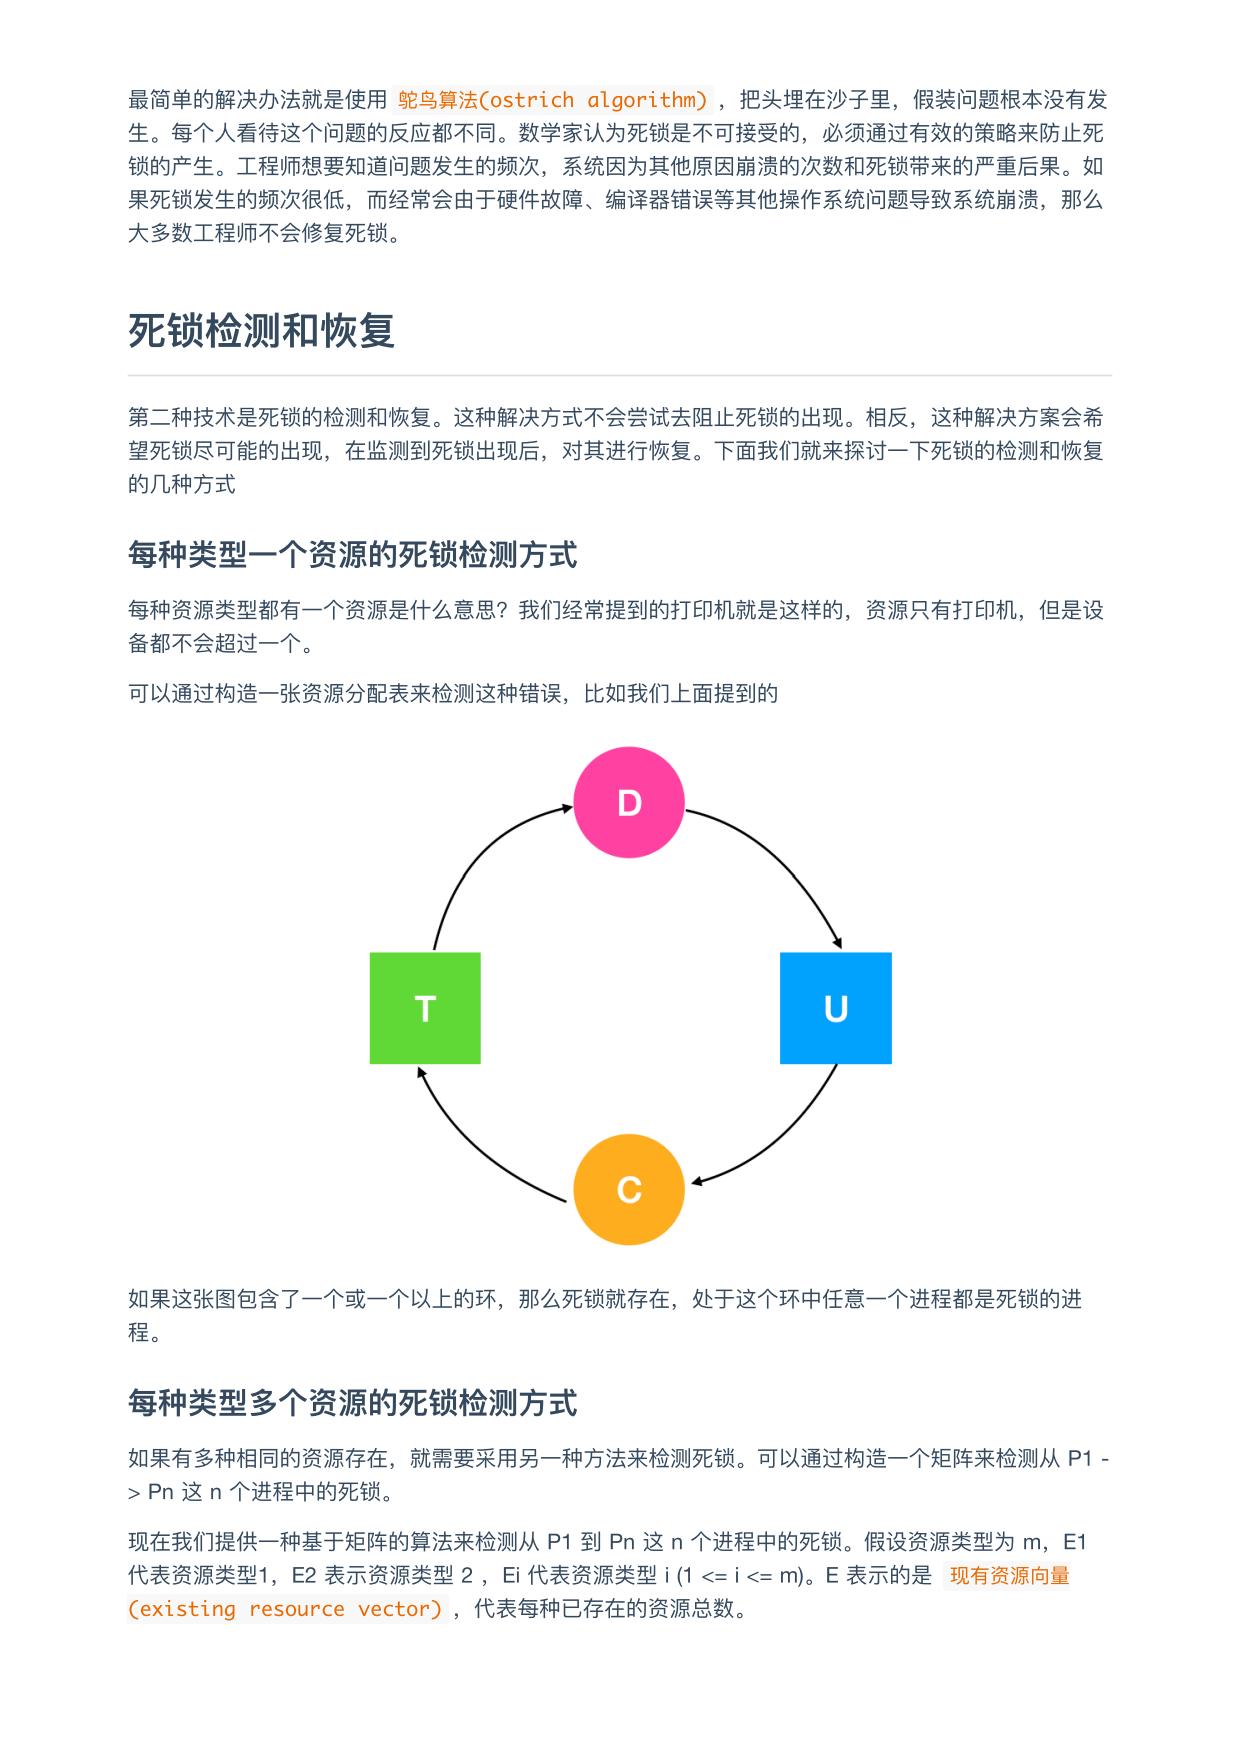 最简单的解决办法就是使用 鸵鸟算法(ostrich algorithm) ，把头埋在沙子里，假装问题根本没有发
生。每个人看待这个问题的反应都不同。数学家认为死锁是不可接受的，必须通过有效的策略来防止死
锁的产生。工程师想要知道问题发生的频次，系统因为其他原因崩溃的次数和死锁带来的严重后果。如
果死锁发生的频次很低，而经常会由于硬件故障、编译器错误等其他操作系统问题导致系统崩溃，那么
大多数工程师不会修复死锁。
死锁检测和恢复
第二种技术是死锁的检测和恢复。这种解决方式不会尝试去阻止死锁的出现。相反，这种解决方案会希
望死锁尽可能的出现，在监测到死锁出现后，对其进行恢复。下面我们就来探讨一下死锁的检测和恢复
的几种方式
每种类型一个资源的死锁检测方式
每种资源类型都有一个资源是什么意思？我们经常提到的打印机就是这样的，资源只有打印机，但是设
备都不会超过一个。
可以通过构造一张资源分配表来检测这种错误，比如我们上面提到的
D
T
U
C
如果这张图包含了一个或一个以上的环，那么死锁就存在，处于这个环中任意一个进程都是死锁的进
程。
每种类型多个资源的死锁检测方式
如果有多种相同的资源存在，就需要采用另一种方法来检测死锁。可以通过构造一个矩阵来检测从 P1 -
> Pn 这 n 个进程中的死锁。
现在我们提供一种基于矩阵的算法来检测从 P1 到 Pn 这 n 个进程中的死锁。假设资源类型为 m，E1
代表资源类型1，E2 表示资源类型 2 ，Ei 代表资源类型 i (1 <= i <= m)。E 表示的是 现有资源向量
(existing resource vector) ，代表每种已存在的资源总数。